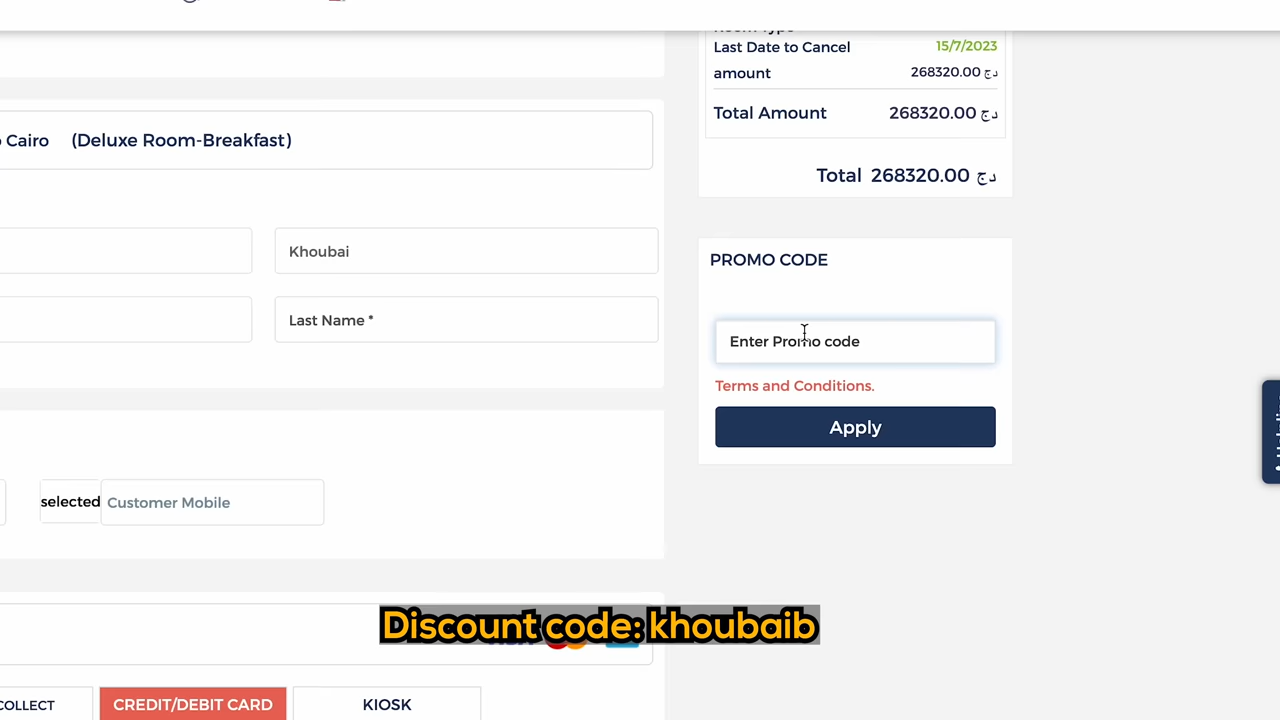 Last Date to Cancel 15/7/2023
amount 268320.00 دج
Total Amount 268320.00 دج
Cairo (Deluxe Room-Breakfast)
Total 268320.00 دج
Khoubai
PROMO CODE
Last Name *
Enter Promo code
Terms and Conditions.
Apply
selected Customer Mobile
Discount code: khoubaib
COLLECT
CREDIT/DEBIT CARD
KIOSK